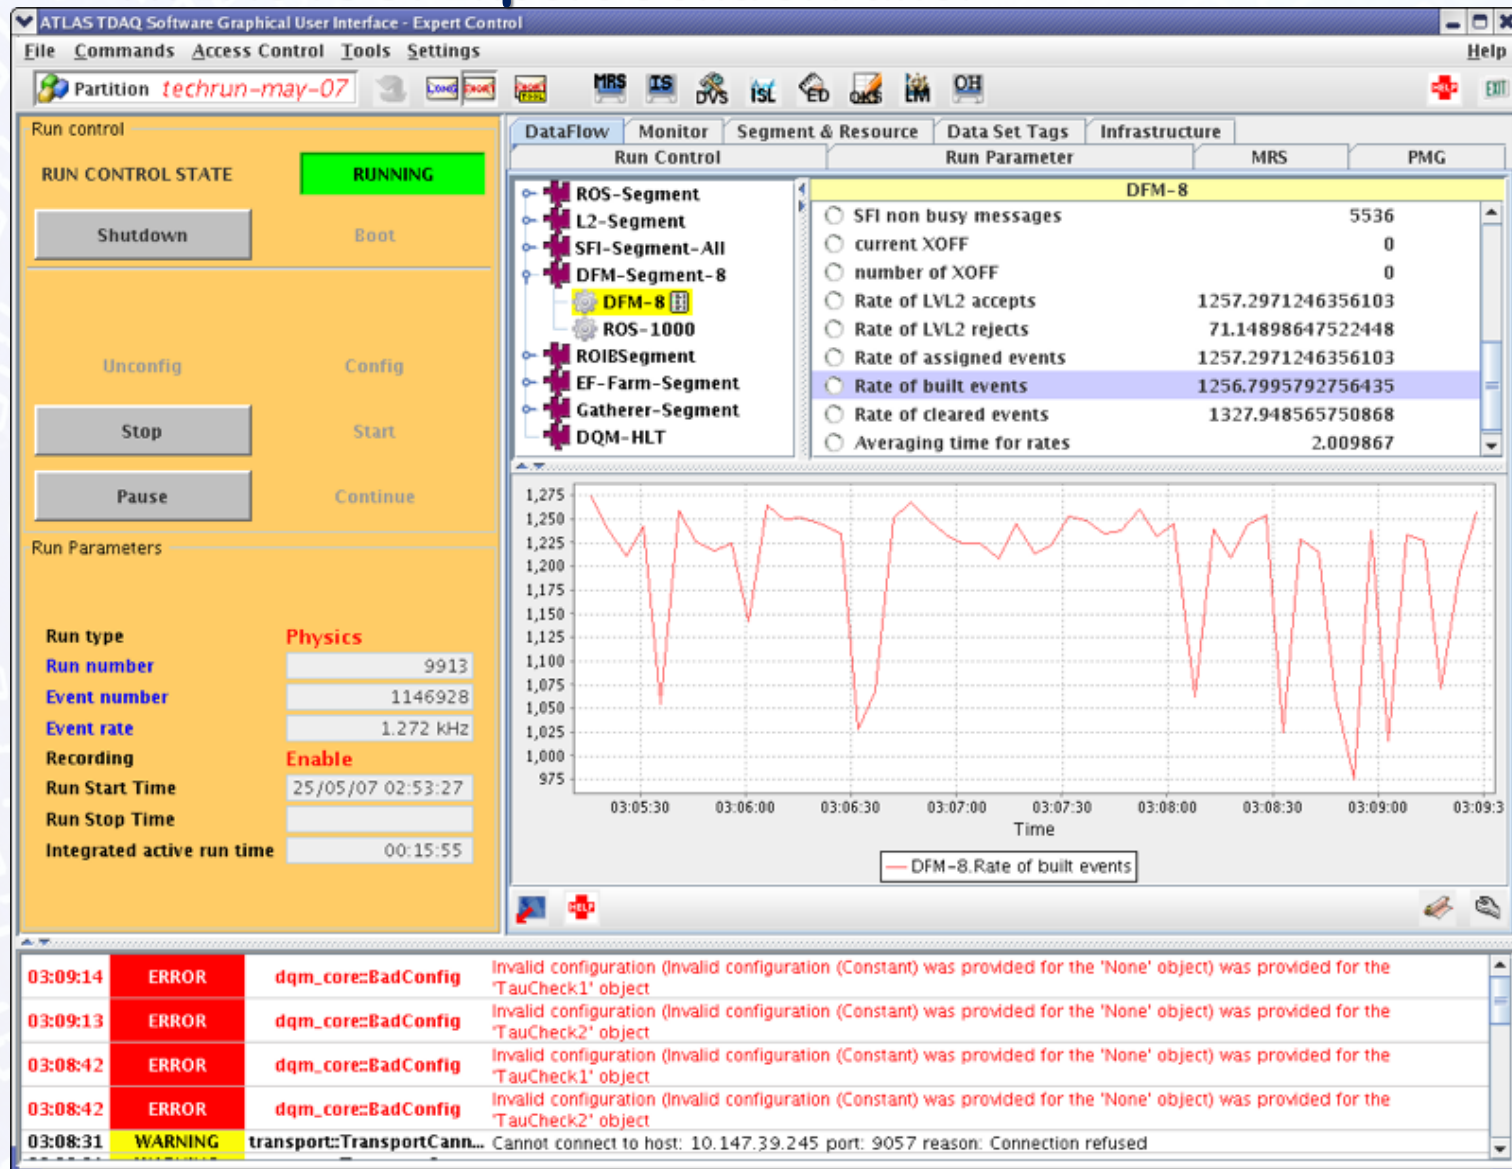 ATLAS TDAQ Software Graphical User Interface - Expert Control
File Commands Access Control Tools Settings Help
Partition techrun-may-07 LONG SHORT MRS IS DVS ISL ED OKS LM OH HELP EXIT
Run control
RUN CONTROL STATE RUNNING
Shutdown Boot
Unconfig Config
Stop Start
Pause Continue
Run Parameters
Run type Physics
Run number 9913
Event number 1146928
Event rate 1.272 kHz
Recording Enable
Run Start Time 25/05/07 02:53:27
Run Stop Time
Integrated active run time 00:15:55
DataFlow Monitor Segment & Resource Data Set Tags Infrastructure
Run Control Run Parameter MRS PMG
ROS-Segment
L2-Segment
SFI-Segment-All
DFM-Segment-8
DFM-8
ROS-1000
ROIBSegment
EF-Farm-Segment
Gatherer-Segment
DQM-HLT
DFM-8
SFI non busy messages 5536
current XOFF 0
number of XOFF 0
Rate of LVL2 accepts 1257.2971246356103
Rate of LVL2 rejects 71.14898647522448
Rate of assigned events 1257.2971246356103
Rate of built events 1256.7995792756435
Rate of cleared events 1327.948565750868
Averaging time for rates 2.009867
1,275
1,250
1,225
1,200
1,175
1,150
1,125
1,100
1,075
1,050
1,025
1,000
975
03:05:30 03:06:00 03:06:30 03:07:00 03:07:30 03:08:00 03:08:30 03:09:00 03:09:3
Time
DFM-8.Rate of built events
HELP
03:09:14 ERROR dqm_core::BadConfig Invalid configuration (Invalid configuration (Constant) was provided for the 'None' object) was provided for the
'TauCheck1' object
03:09:13 ERROR dqm_core::BadConfig Invalid configuration (Invalid configuration (Constant) was provided for the 'None' object) was provided for the
'TauCheck2' object
03:08:42 ERROR dqm_core::BadConfig Invalid configuration (Invalid configuration (Constant) was provided for the 'None' object) was provided for the
'TauCheck1' object
03:08:42 ERROR dqm_core::BadConfig Invalid configuration (Invalid configuration (Constant) was provided for the 'None' object) was provided for the
'TauCheck2' object
03:08:31 WARNING transport::TransportCann... Cannot connect to host: 10.147.39.245 port: 9057 reason: Connection refused